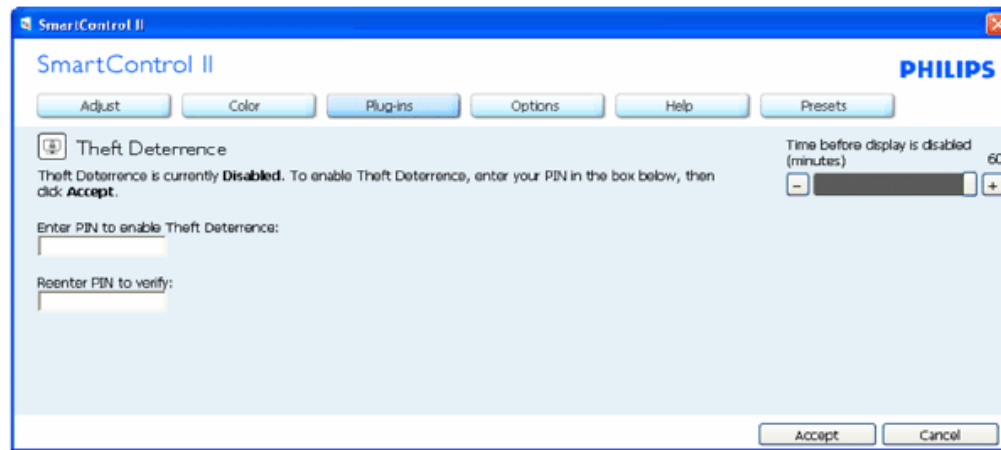 SmartControl II
SmartControl II
PHILIPS
Adjust Color Plug-ins Options Help Presets
Theft Deterrence
Theft Deterrence is currently Disabled. To enable Theft Deterrence, enter your PIN in the box below, then
click Accept.
Enter PIN to enable Theft Deterrence:
Reenter PIN to verify:
Time before display is disabled
(minutes) 60
- +
Accept Cancel